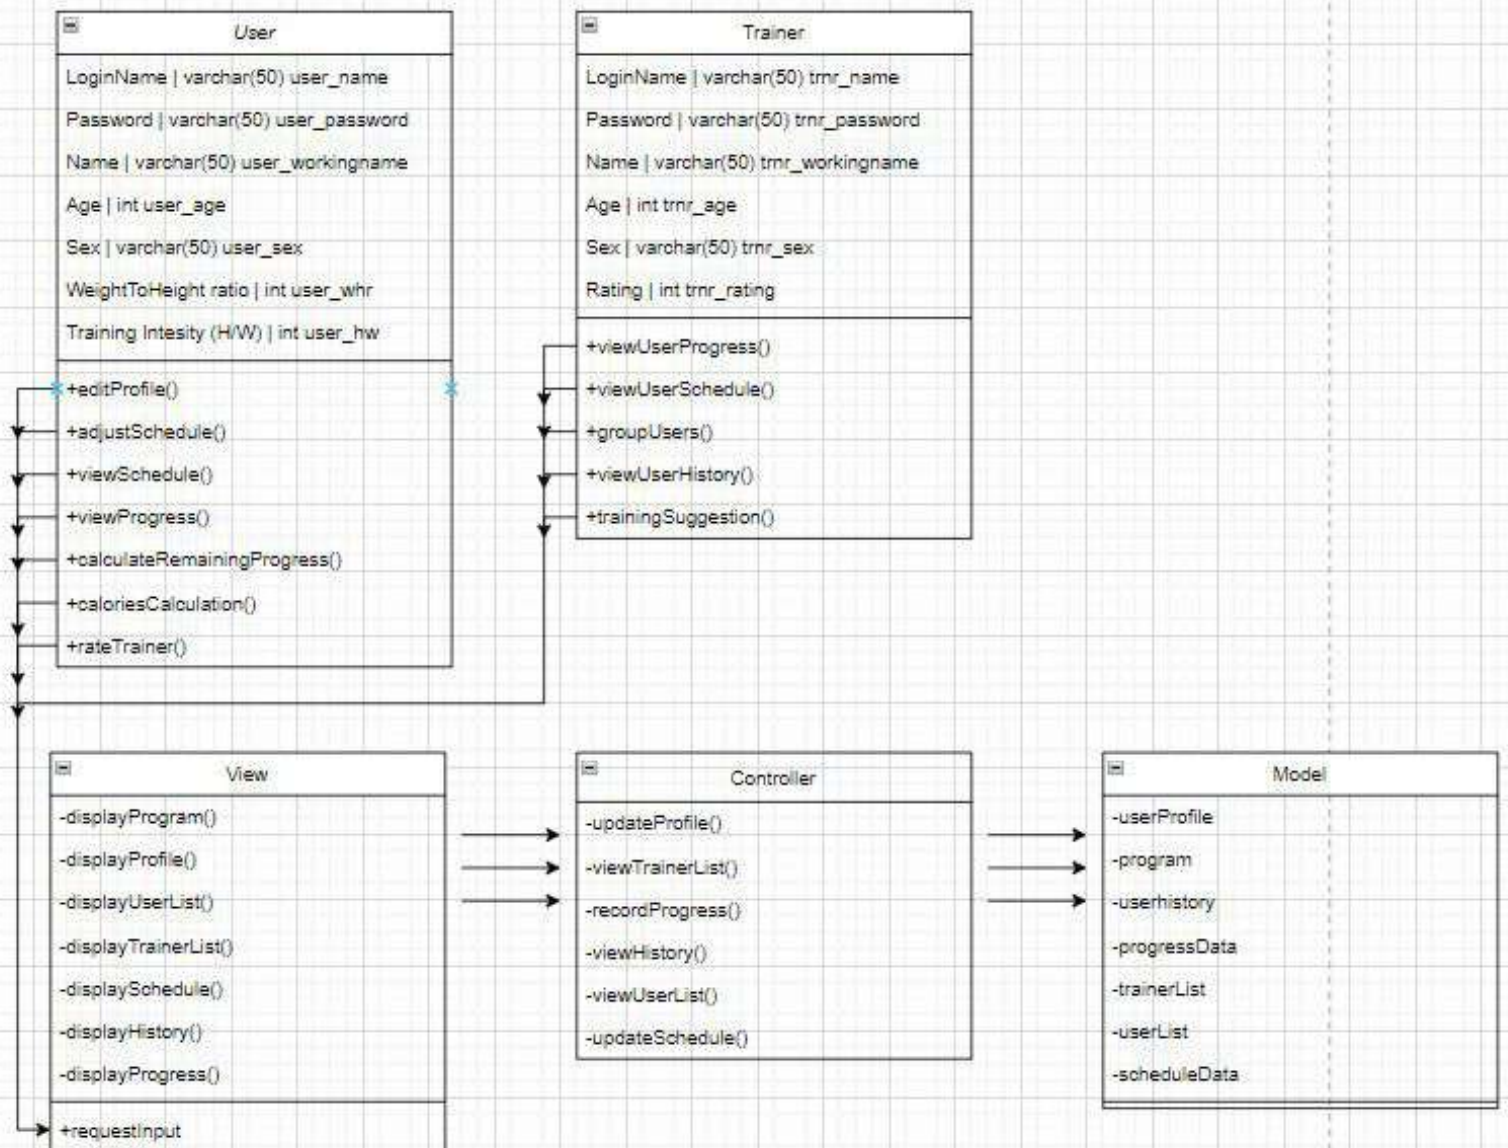 User
LoginName | varchar(50) user_name
Password | varchar(50) user_password
Name | varchar(50) user_workingname
Age | int user_age
Sex | varchar(50) user_sex
WeightToHeight ratio | int user_whr
Training Intesity (H/W) | int user_hw
+editProfile()
+adjustSchedule()
+viewSchedule()
+viewProgress()
+calculateRemainingProgress()
+caloriesCalculation()
+rateTrainer()
Trainer
LoginName | varchar(50) trnr_name
Password | varchar(50) trnr_password
Name | varchar(50) trnr_workingname
Age | int trnr_age
Sex | varchar(50) trnr_sex
Rating | int trnr_rating
+viewUserProgress()
+viewUserSchedule()
+groupUsers()
+viewUserHistory()
+trainingSuggestion()
View
-displayProgram()
-displayProfile()
-displayUserList()
-displayTrainerList()
-displaySchedule()
-displayHistory()
-displayProgress()
+requestInput
Controller
-updateProfile()
-viewTrainerList()
-recordProgress()
-viewHistory()
-viewUserList()
-updateSchedule()
Model
-userProfile
-program
-userhistory
-progressData
-trainerList
-userList
-scheduleData